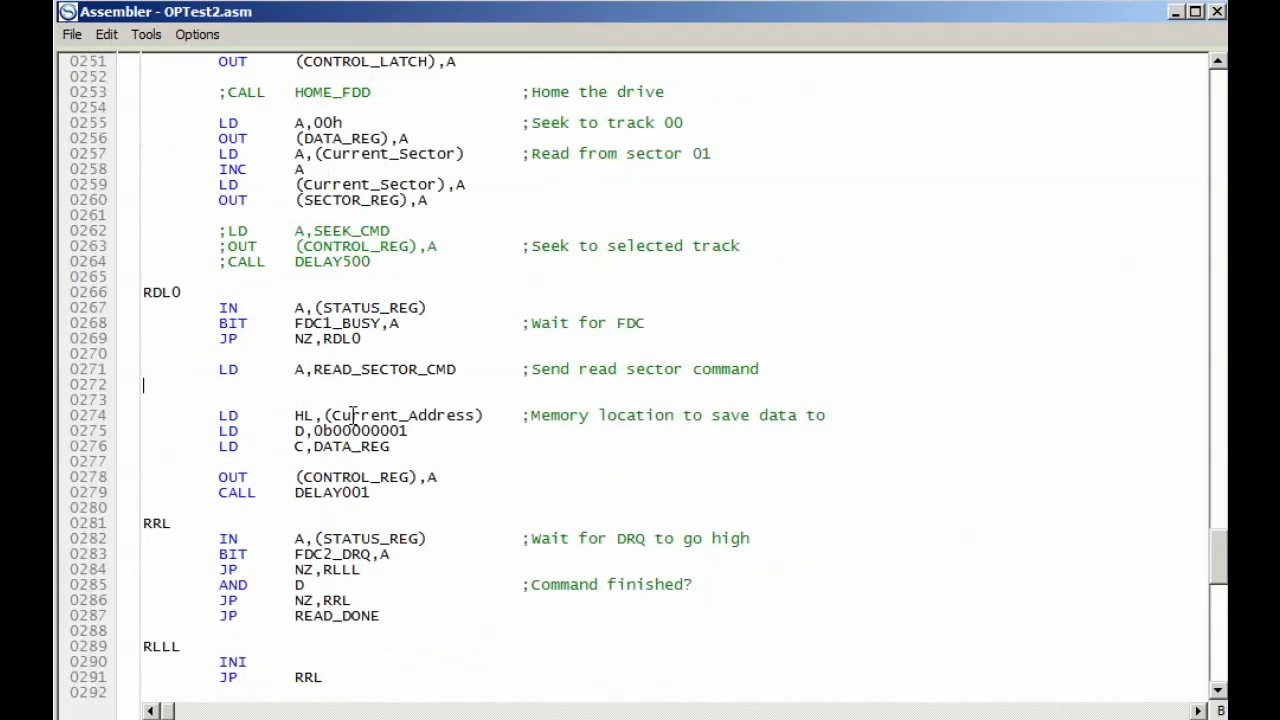 Assembler - OPTest2.asm
File Edit Tools Options
0251 OUT (CONTROL_LATCH),A
0252
0253 ;CALL HOME_FDD ;Home the drive
0254
0255 LD A,00h ;Seek to track 00
0256 OUT (DATA_REG),A
0257 LD A,(Current_Sector) ;Read from sector 01
0258 INC A
0259 LD (Current_Sector),A
0260 OUT (SECTOR_REG),A
0261
0262 ;LD A,SEEK_CMD
0263 ;OUT (CONTROL_REG),A ;Seek to selected track
0264 ;CALL DELAY500
0265
0266 RDL0
0267 IN A,(STATUS_REG)
0268 BIT FDC1_BUSY,A ;Wait for FDC
0269 JP NZ,RDL0
0270
0271 LD A,READ_SECTOR_CMD ;Send read sector command
0272
0273
0274 LD HL,(Current_Address) ;Memory location to save data to
0275 LD D,0b00000001
0276 LD C,DATA_REG
0277
0278 OUT (CONTROL_REG),A
0279 CALL DELAY001
0280
0281 RRL
0282 IN A,(STATUS_REG) ;Wait for DRQ to go high
0283 BIT FDC2_DRQ,A
0284 JP NZ,RLLL
0285 AND D ;Command finished?
0286 JP NZ,RRL
0287 JP READ_DONE
0288
0289 RLLL
0290 INI
0291 JP RRL
0292
B